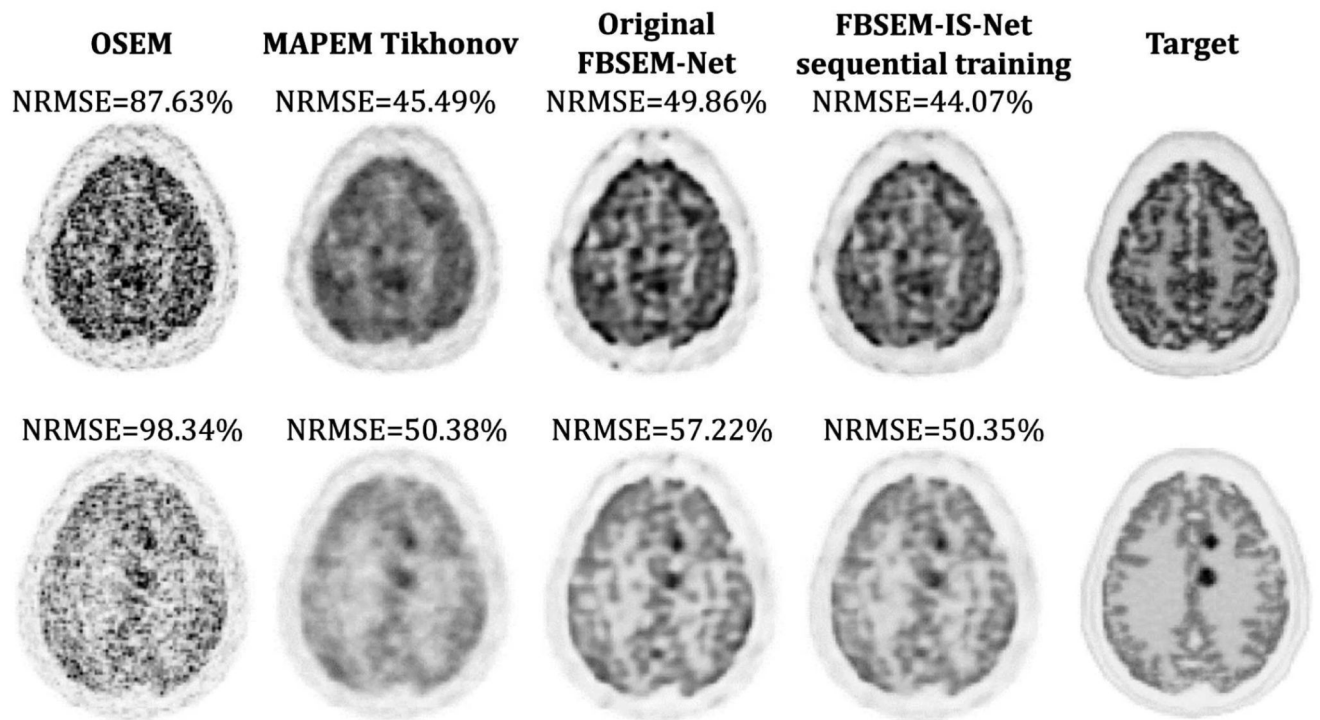 OSEM
MAPEM Tikhonov
Original
FBSEM-Net
FBSEM-IS-Net
sequential training
Target
NRMSE=87.63%
NRMSE=45.49%
NRMSE=49.86%
NRMSE=44.07%
NRMSE=98.34%
NRMSE=50.38%
NRMSE=57.22%
NRMSE=50.35%